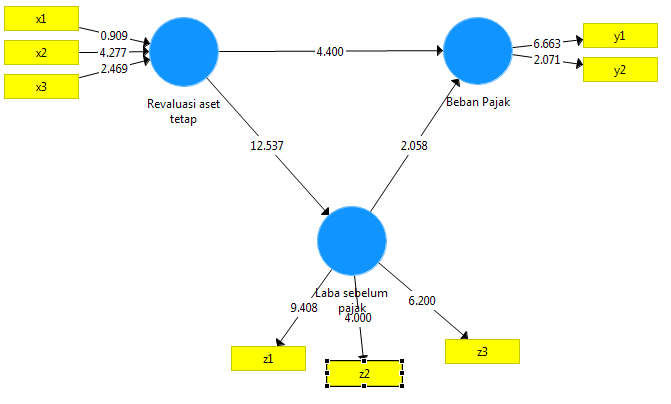 x1
0.909
x2
4.277
x3
2.469
Revaluasi aset
tetap
4.400
Beban Pajak
6.663
y1
2.071
y2
12.537
2.058
Laba sebelum
pajak
9.408
4.000
6.200
z1
z2
z3